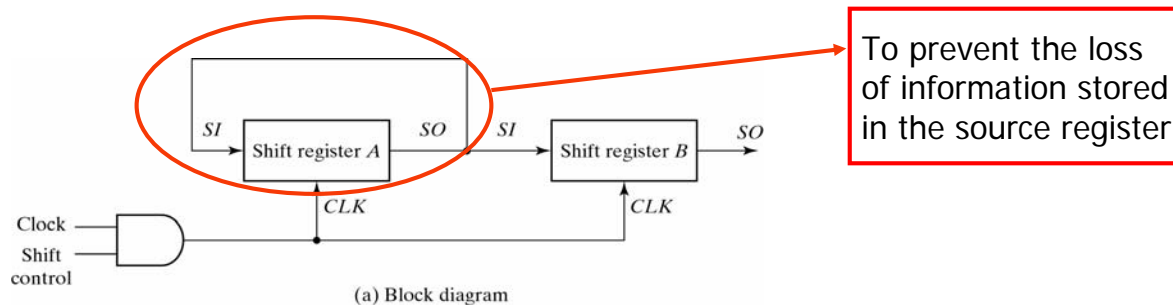 To prevent the loss
of information stored
in the source register
SI
SO
SI
SO
Shift register A
Shift register B
CLK
CLK
Clock
Shift
control
(a) Block diagram